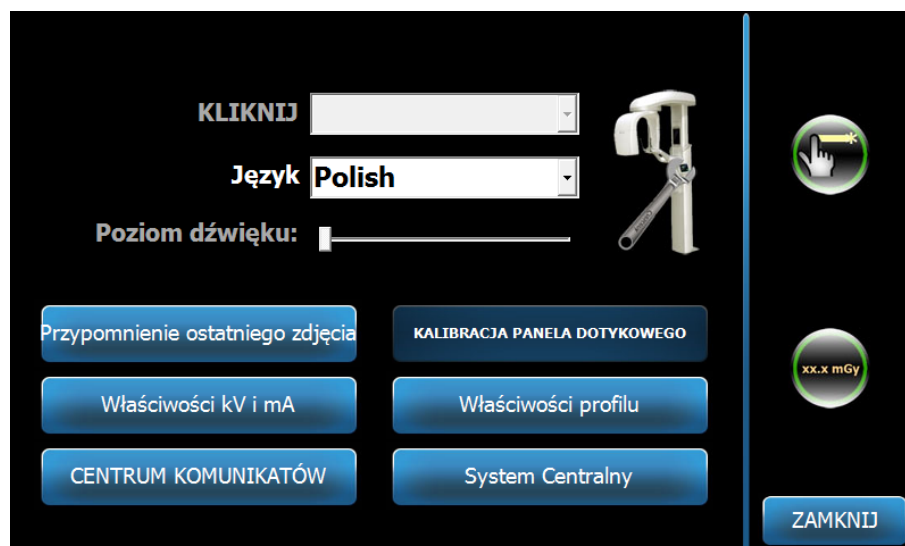 KLIKNIJ
Język Polish
Poziom dźwięku:
Przypomnienie ostatniego zdjęcia
KALIBRACJA PANELA DOTYKOWEGO
Właściwości kV i mA
Właściwości profilu
CENTRUM KOMUNIKATÓW
System Centralny
xx.x mGy
ZAMKNIJ